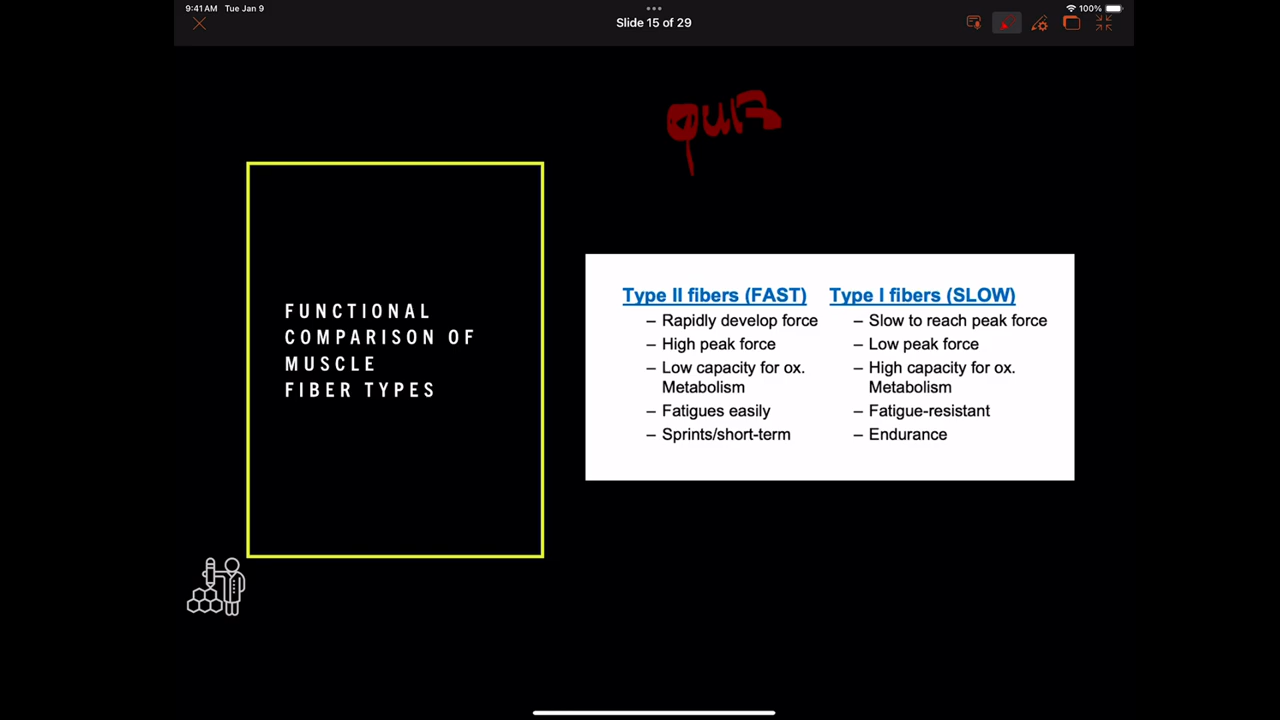 9:41 AM Tue Jan 9
100%
Slide 15 of 29
quiz
FUNCTIONAL
COMPARISON OF
MUSCLE
FIBER TYPES
Type II fibers (FAST)
– Rapidly develop force
– High peak force
– Low capacity for ox.
Metabolism
– Fatigues easily
– Sprints/short-term
Type I fibers (SLOW)
– Slow to reach peak force
– Low peak force
– High capacity for ox.
Metabolism
– Fatigue-resistant
– Endurance